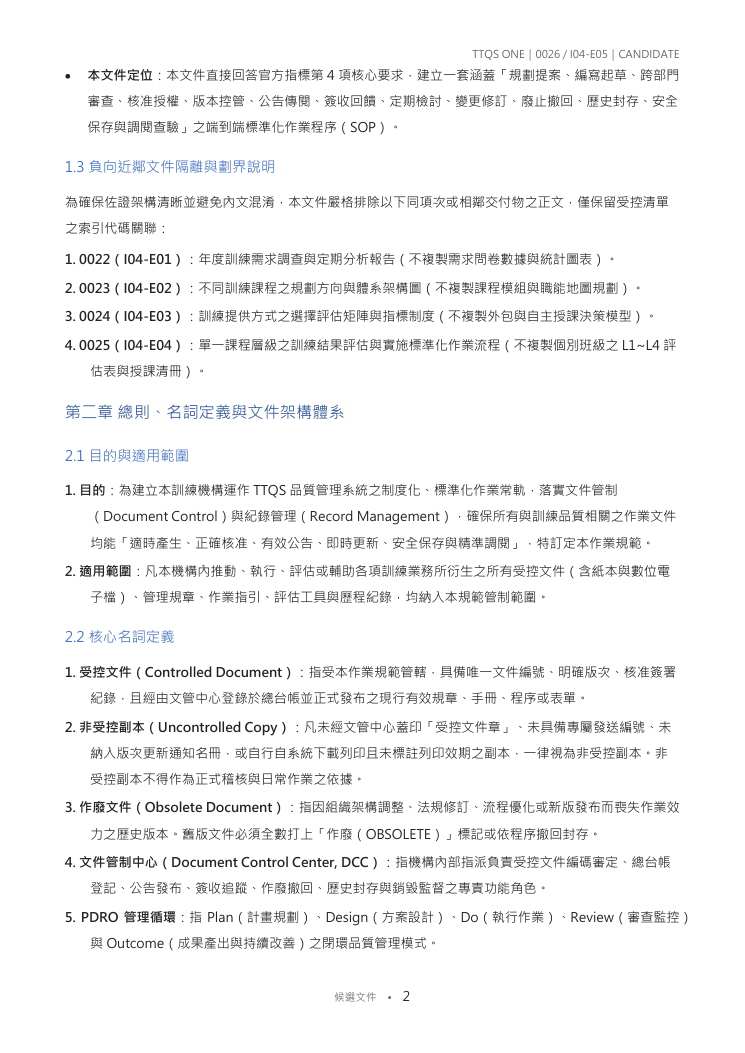 TTQS ONE | 0026 / I04-E05 | CANDIDATE
• 本文件定位：本文件直接回答官方指標第 4 項核心要求，建立一套涵蓋「規劃提案、編寫起草、跨部門
審查、核准授權、版本控管、公告傳閱、簽收回饋、定期檢討、變更修訂、廢止撤回、歷史封存、安全
保存與調閱查驗」之端到端標準化作業程序（SOP）。
1.3 負向近鄰文件隔離與劃界說明
為確保佐證架構清晰並避免內文混淆，本文件嚴格排除以下同項次或相鄰交付物之正文，僅保留受控清單
之索引代碼關聯：
1. 0022（I04-E01）：年度訓練需求調查與定期分析報告（不複製需求問卷數據與統計圖表）。
2. 0023（I04-E02）：不同訓練課程之規劃方向與體系架構圖（不複製課程模組與職能地圖規劃）。
3. 0024（I04-E03）：訓練提供方式之選擇評估矩陣與指標制度（不複製外包與自主授課決策模型）。
4. 0025（I04-E04）：單一課程層級之訓練結果評估與實施標準化作業流程（不複製個別班級之 L1~L4 評
估表與授課清冊）。
第二章 總則、名詞定義與文件架構體系
2.1 目的與適用範圍
1. 目的：為建立本訓練機構運作 TTQS 品質管理系統之制度化、標準化作業常軌，落實文件管制
（Document Control）與紀錄管理（Record Management），確保所有與訓練品質相關之作業文件
均能「適時產生、正確核准、有效公告、即時更新、安全保存與精準調閱」，特訂定本作業規範。
2. 適用範圍：凡本機構內推動、執行、評估或輔助各項訓練業務所衍生之所有受控文件（含紙本與數位電
子檔）、管理規章、作業指引、評估工具與歷程紀錄，均納入本規範管制範圍。
2.2 核心名詞定義
1. 受控文件（Controlled Document）：指受本作業規範管轄，具備唯一文件編號、明確版次、核准簽署
紀錄，且經由文管中心登錄於總台帳並正式發布之現行有效規章、手冊、程序或表單。
2. 非受控副本（Uncontrolled Copy）：凡未經文管中心蓋印「受控文件章」、未具備專屬發送編號、未
納入版次更新通知名冊，或自行自系統下載列印且未標註列印效期之副本，一律視為非受控副本。非
受控副本不得作為正式稽核與日常作業之依據。
3. 作廢文件（Obsolete Document）：指因組織架構調整、法規修訂、流程優化或新版發布而喪失作業效
力之歷史版本。舊版文件必須全數打上「作廢（OBSOLETE）」標記或依程序撤回封存。
4. 文件管制中心（Document Control Center, DCC）：指機構內部指派負責受控文件編碼審定、總台帳
登記、公告發布、簽收追蹤、作廢撤回、歷史封存與銷毀監督之專責功能角色。
5. PDRO 管理循環：指 Plan（計畫規劃）、Design（方案設計）、Do（執行作業）、Review（審查監控）
與 Outcome（成果產出與持續改善）之閉環品質管理模式。
候選文件 • 2